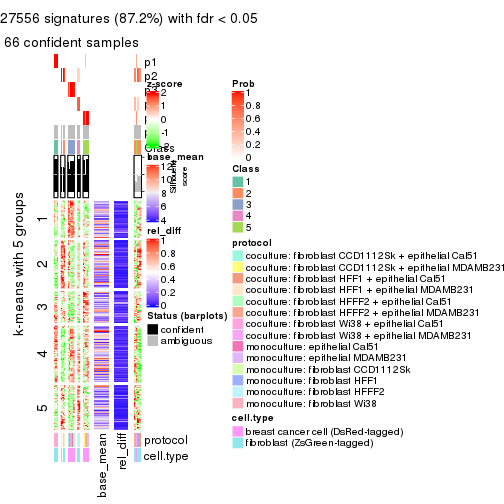 27556 signatures (87.2%) with fdr < 0.05
66 confident samples
p1
p2
p3
Class
z-score
2
1
0
-1
-2
base_mean
12
10
8
6
4
Silhouette
score
rel_diff
1
0.8
0.6
0.4
0.2
0
Status (barplots)
confident
ambiguous
k-means with 5 groups
1
2
3
4
5
base_mean
rel_diff
protocol
cell.type
Prob
1
0.8
0.6
0.4
0.2
0
Class
1
2
3
4
5
protocol
coculture: fibroblast CCD1112Sk + epithelial Cal51
coculture: fibroblast CCD1112Sk + epithelial MDAMB231
coculture: fibroblast HFF1 + epithelial Cal51
coculture: fibroblast HFF1 + epithelial MDAMB231
coculture: fibroblast HFFF2 + epithelial Cal51
coculture: fibroblast HFFF2 + epithelial MDAMB231
coculture: fibroblast Wi38 + epithelial Cal51
coculture: fibroblast Wi38 + epithelial MDAMB231
monoculture: epithelial Cal51
monoculture: epithelial MDAMB231
monoculture: fibroblast CCD1112Sk
monoculture: fibroblast HFF1
monoculture: fibroblast HFFF2
monoculture: fibroblast Wi38
cell.type
breast cancer cell (DsRed-tagged)
fibroblast (ZsGreen-tagged)